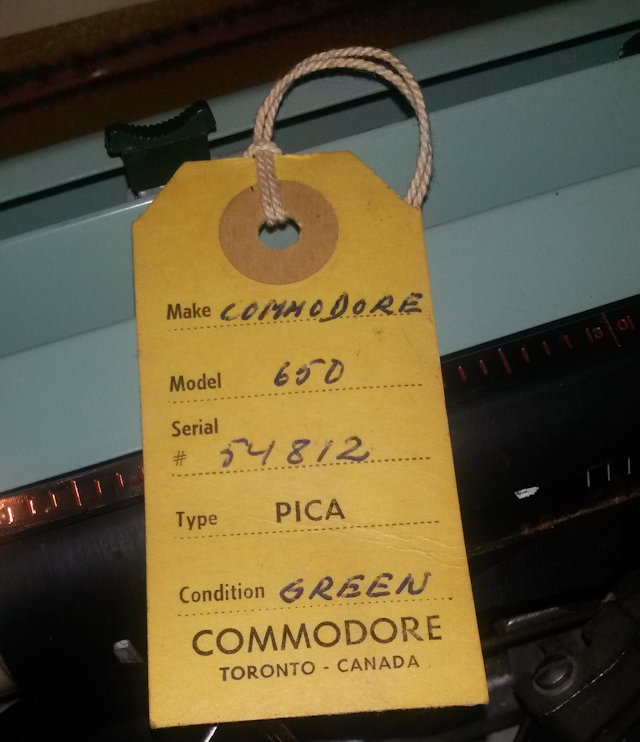 Make COMMODORE
Model 650
Serial
# 54812
Type PICA
Condition GREEN
COMMODORE
TORONTO - CANADA